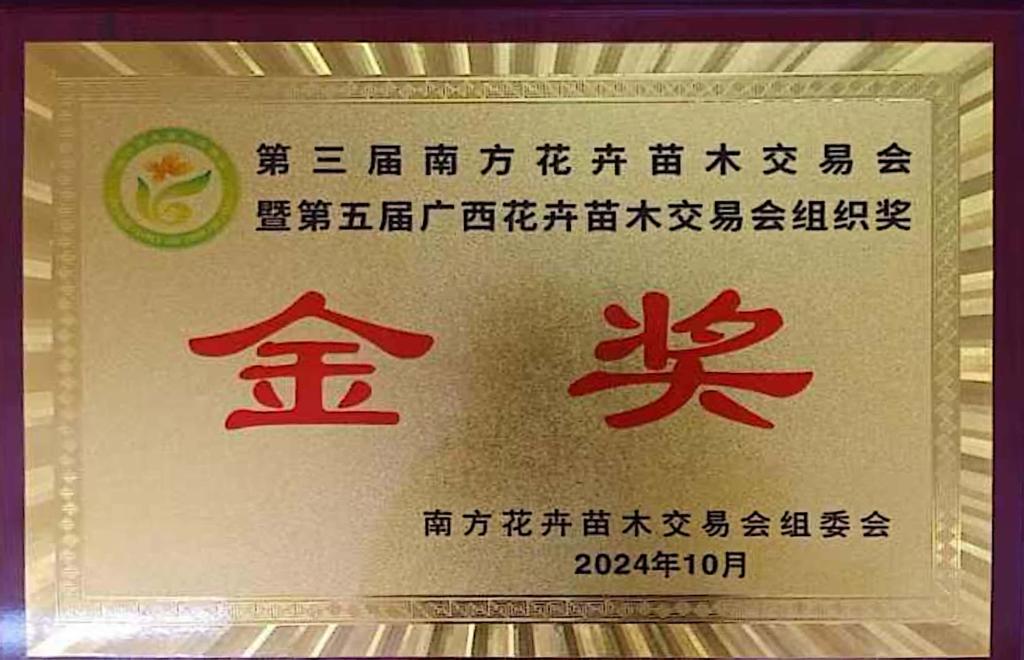 第三届南方花卉苗木交易会
暨第五届广西花卉苗木交易会组织奖
金奖
南方花卉苗木交易会组委会
2024年10月